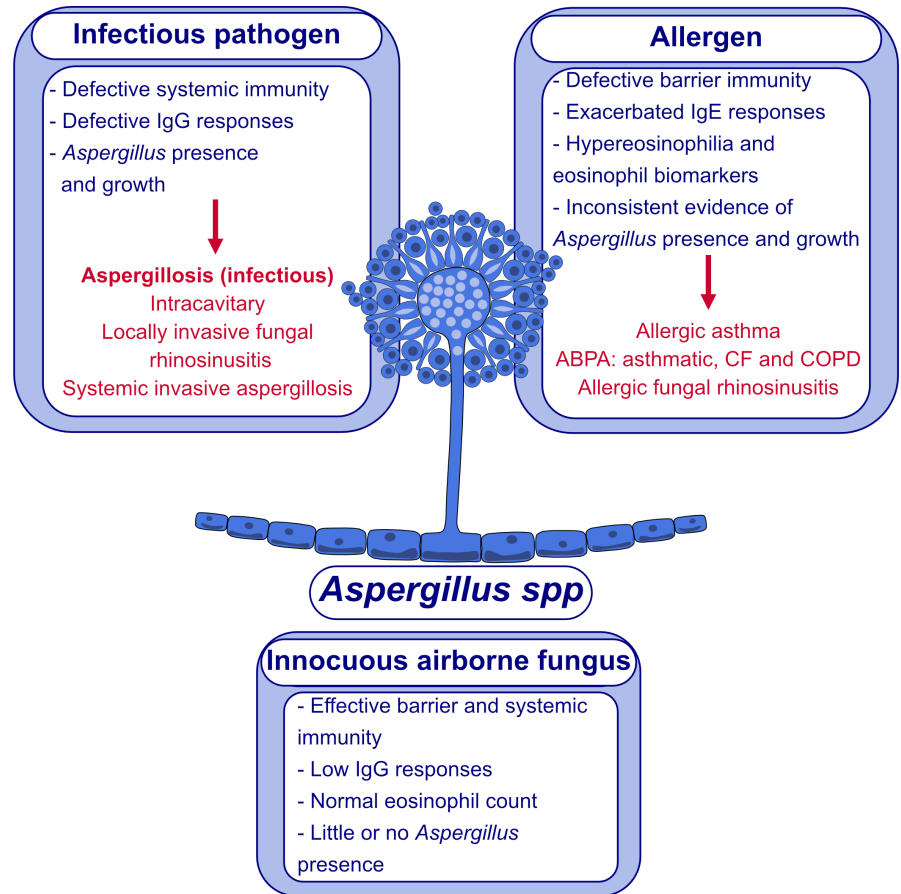 Infectious pathogen
- Defective systemic immunity
- Defective IgG responses
- Aspergillus presence
and growth
Aspergillosis (infectious)
Intracavitary
Locally invasive fungal
rhinosinusitis
Systemic invasive aspergillosis
Allergen
- Defective barrier immunity
- Exacerbated IgE responses
- Hypereosinophilia and
eosinophil biomarkers
- Inconsistent evidence of
Aspergillus presence and growth
Allergic asthma
ABPA: asthmatic, CF and COPD
Allergic fungal rhinosinusitis
Aspergillus spp
Innocuous airborne fungus
- Effective barrier and systemic
immunity
- Low IgG responses
- Normal eosinophil count
- Little or no Aspergillus
presence